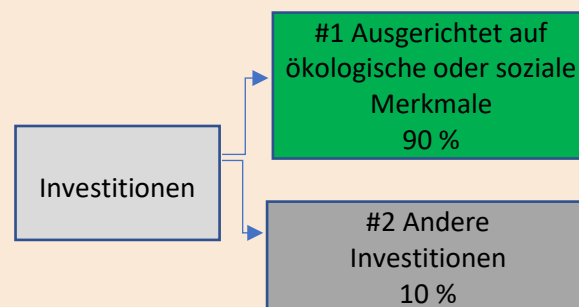 #1 Ausgerichtet auf
ökologische oder soziale
Merkmale
90 %
Investitionen
#2 Andere
Investitionen
10 %